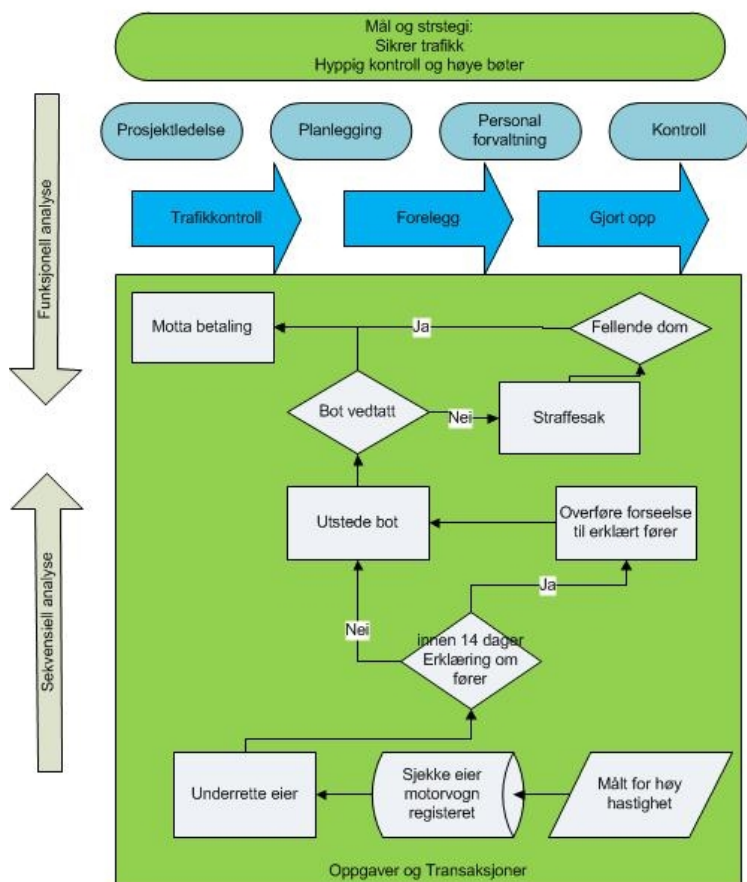 Mål og strstegi:
Sikrer trafikk
Hyppig kontroll og høye bøter
Prosjektledelse
Planlegging
Personal
forvaltning
Kontroll
Trafikkontroll
Forelegg
Gjort opp
Funksjonell analyse
Motta betaling
Ja
Fellende dom
Bot vedtatt
Nei
Straffesak
Utstede bot
Overføre forseelse
til erklært fører
Ja
Nei
innen 14 dager
Erklæring om
fører
Sekvensiell analyse
Underrette eier
Sjekke eier
motorvogn
registeret
Målt for høy
hastighet
Oppgaver og Transaksjoner